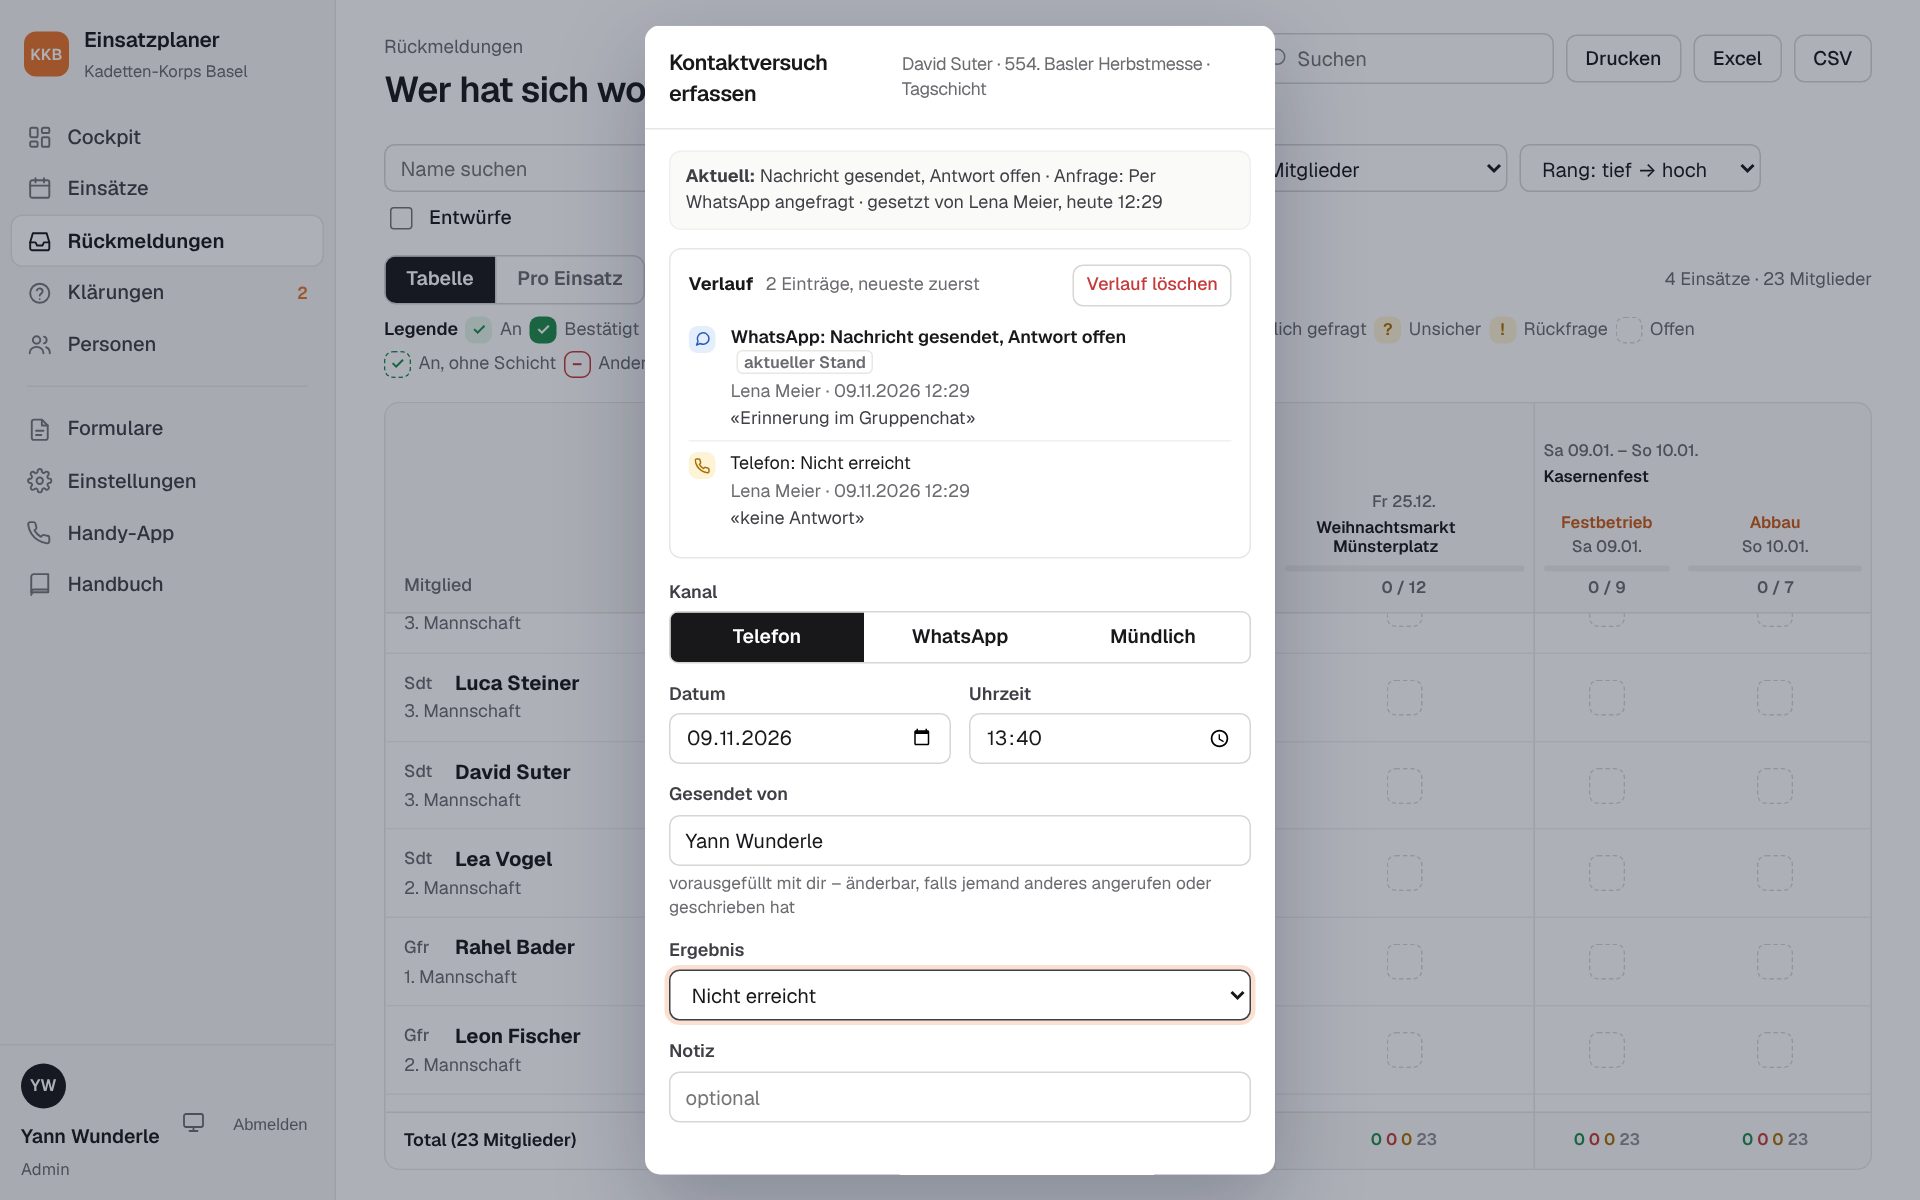 KKB
Einsatzplaner
Kadetten-Korps Basel
Cockpit
Einsätze
Rückmeldungen
Klärungen 2
Personen
Formulare
Einstellungen
Handy-App
Handbuch
YW
Yann Wunderle
Admin
Abmelden
Rückmeldungen
Wer hat sich wo
Suchen
Drucken
Excel
CSV
Name suchen
Mitglieder
Rang: tief → hoch
Entwürfe
Tabelle
Pro Einsatz
4 Einsätze · 23 Mitglieder
Legende An Bestätigt
lich gefragt ? Unsicher ! Rückfrage Offen
An, ohne Schicht Ander
Mitglied
Fr 25.12.
Weihnachtsmarkt
Münsterplatz
0 / 12
Sa 09.01. – So 10.01.
Kasernenfest
Festbetrieb
Sa 09.01.
0 / 9
Abbau
So 10.01.
0 / 7
3. Mannschaft
Sdt Luca Steiner
3. Mannschaft
Sdt David Suter
3. Mannschaft
Sdt Lea Vogel
2. Mannschaft
Gfr Rahel Bader
1. Mannschaft
Gfr Leon Fischer
2. Mannschaft
Total (23 Mitglieder)
0 0 0 23
0 0 0 23
0 0 0 23
Kontaktversuch
erfassen
David Suter · 554. Basler Herbstmesse ·
Tagschicht
Aktuell: Nachricht gesendet, Antwort offen · Anfrage: Per
WhatsApp angefragt · gesetzt von Lena Meier, heute 12:29
Verlauf 2 Einträge, neueste zuerst
Verlauf löschen
WhatsApp: Nachricht gesendet, Antwort offen
aktueller Stand
Lena Meier · 09.11.2026 12:29
«Erinnerung im Gruppenchat»
Telefon: Nicht erreicht
Lena Meier · 09.11.2026 12:29
«keine Antwort»
Kanal
Telefon
WhatsApp
Mündlich
Datum
09.11.2026
Uhrzeit
13:40
Gesendet von
Yann Wunderle
vorausgefüllt mit dir – änderbar, falls jemand anderes angerufen oder
geschrieben hat
Ergebnis
Nicht erreicht
Notiz
optional